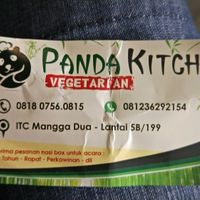 PANDA KITCH
VEGETARIAN
0818 0756.0815 081236292154
ITC Mangga Dua - Lantai 5B/199
rima pesanan nasi box untuk acara :
Tahun - Rapat - Perkawinan - dll